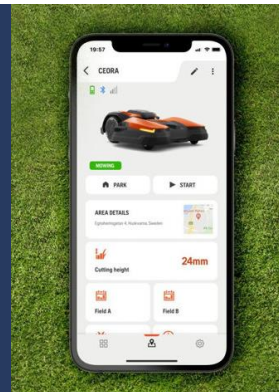 19:57
CEORA
MOWING
PARK
START
AREA DETAILS
Cutting height
24mm
Field A
Field B